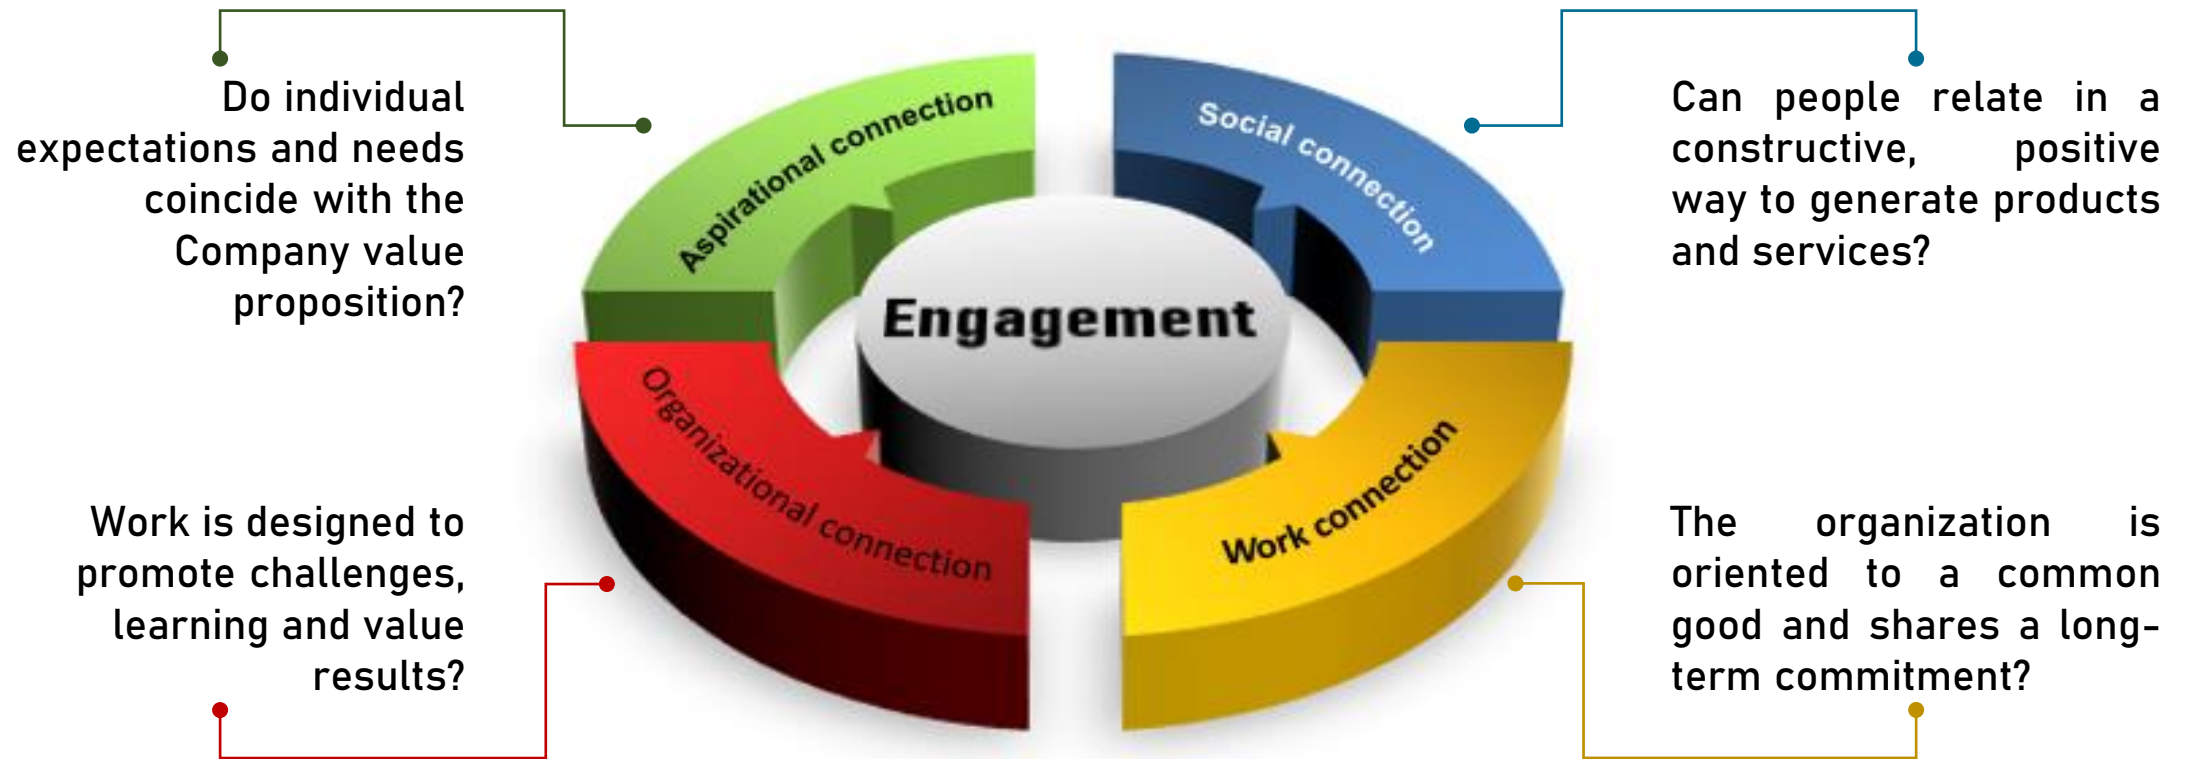 Do individual
expectations and needs
coincide with the
Company value
proposition?
Aspirational connection
Social connection
Can people relate in a
constructive, positive
way to generate products
and services?
Engagement
Work is designed to
promote challenges,
learning and value
results?
Organizational connection
Work connection
The organization is
oriented to a common
good and shares a long-
term commitment?